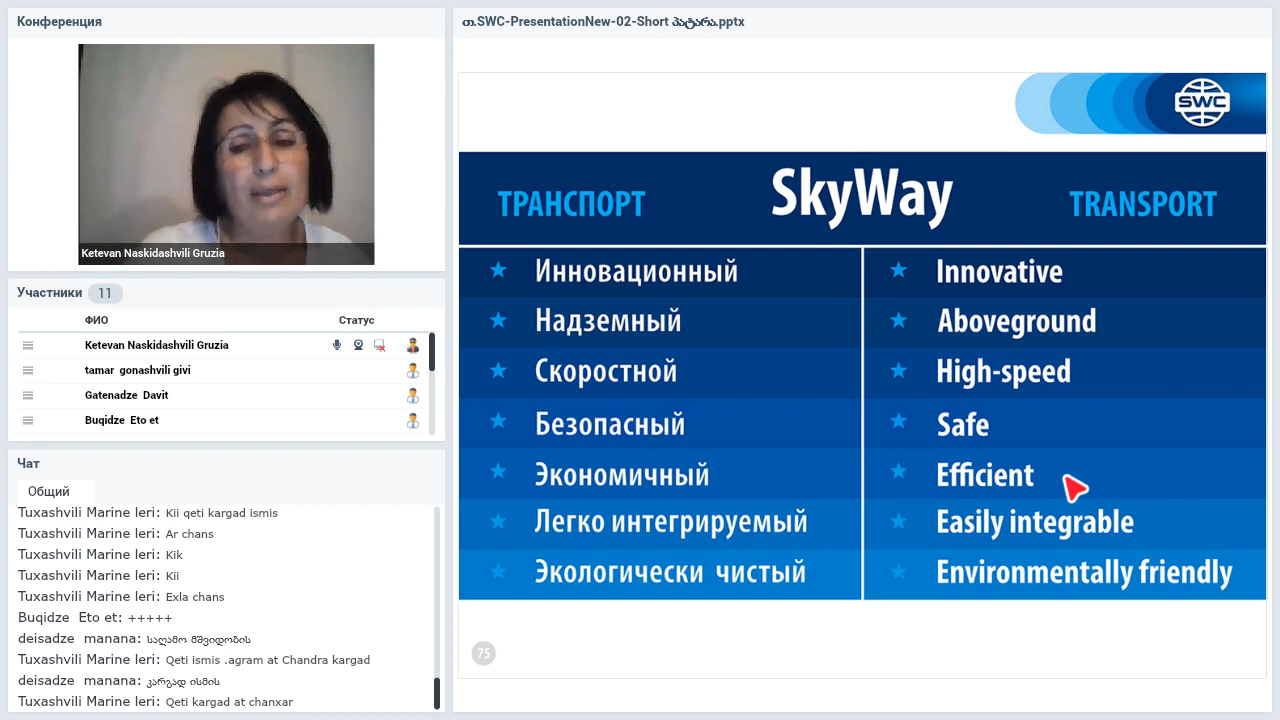 Конференция
Ketevan Naskidashvili Gruzia
Участники 11
ФИО Статус
Ketevan Naskidashvili Gruzia
tamar gonashvili givi
Gatenadze Davit
Buqidze Eto et
Чат
Общий
Tuxashvili Marine leri: Kii qeti kargad ismis
Tuxashvili Marine leri: Ar chans
Tuxashvili Marine leri: Kik
Tuxashvili Marine leri: Kii
Tuxashvili Marine leri: Exla chans
Buqidze Eto et: +++++
deisadze manana: საღამო მშვიდობის
Tuxashvili Marine leri: Qeti ismis .agram at Chandra kargad
deisadze manana: კარგად ისმის
Tuxashvili Marine leri: Qeti kargad at chanxar
თ.SWC-PresentationNew-02-Short პატარა.pptx
SWC
ТРАНСПОРТ SkyWay TRANSPORT
★ Инновационный ★ Innovative
★ Надземный ★ Aboveground
★ Скоростной ★ High-speed
★ Безопасный ★ Safe
★ Экономичный ★ Efficient
★ Легко интегрируемый ★ Easily integrable
★ Экологически чистый ★ Environmentally friendly
75